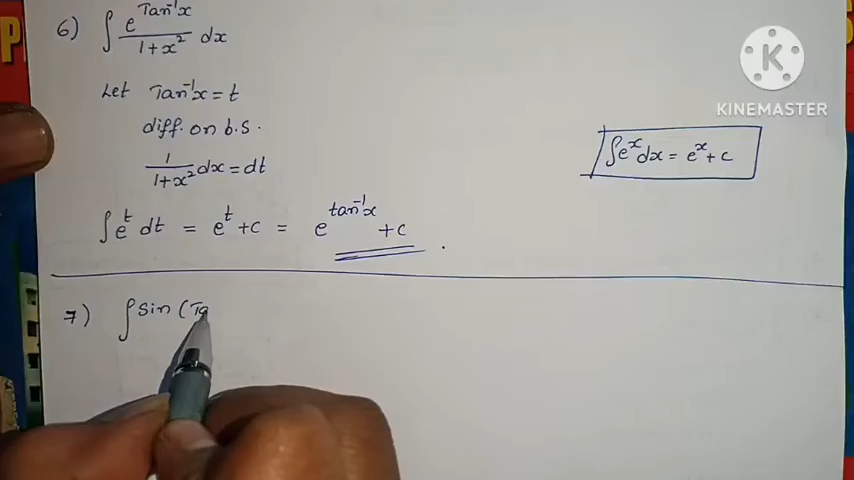 6) ∫ e^(Tan⁻¹x) / (1+x²) dx
Let Tan⁻¹x = t
diff. on b.s.
1/(1+x²) dx = dt
∫e^x dx = e^x + c
∫e^t dt = e^t + c = e^(tan⁻¹x) + c.
7) ∫ Sin (Ta
KINEMASTER